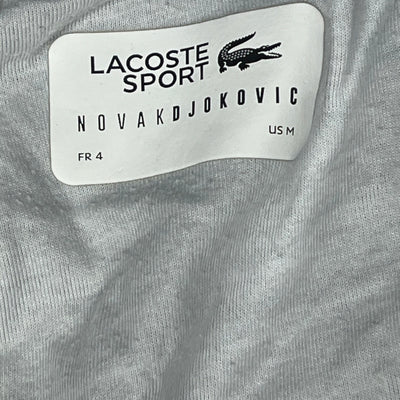 LACOSTE
SPORT
NOVAKDJOKOVIC
FR 4 US M